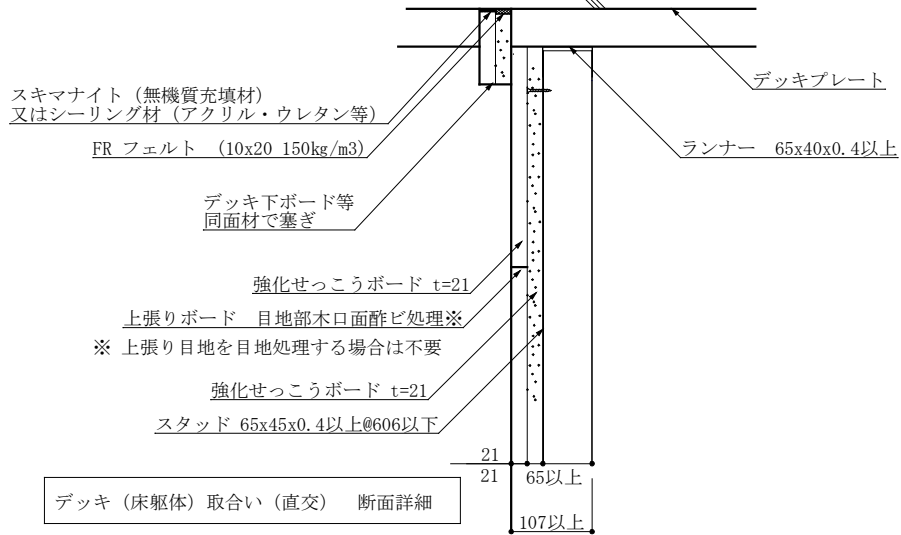 デッキプレート
スキマナイト（無機質充填材）
又はシーリング材（アクリル・ウレタン等）
FR フェルト （10x20 150kg/m3）
ランナー 65x40x0.4以上
デッキ下ボード等
同面材で塞ぎ
強化せっこうボード t=21
上張りボード 目地部木口面酢ビ処理※
※ 上張り目地を目地処理する場合は不要
強化せっこうボード t=21
スタッド 65x45x0.4以上@606以下
21
21 65以上
デッキ（床躯体）取合い（直交） 断面詳細
107以上